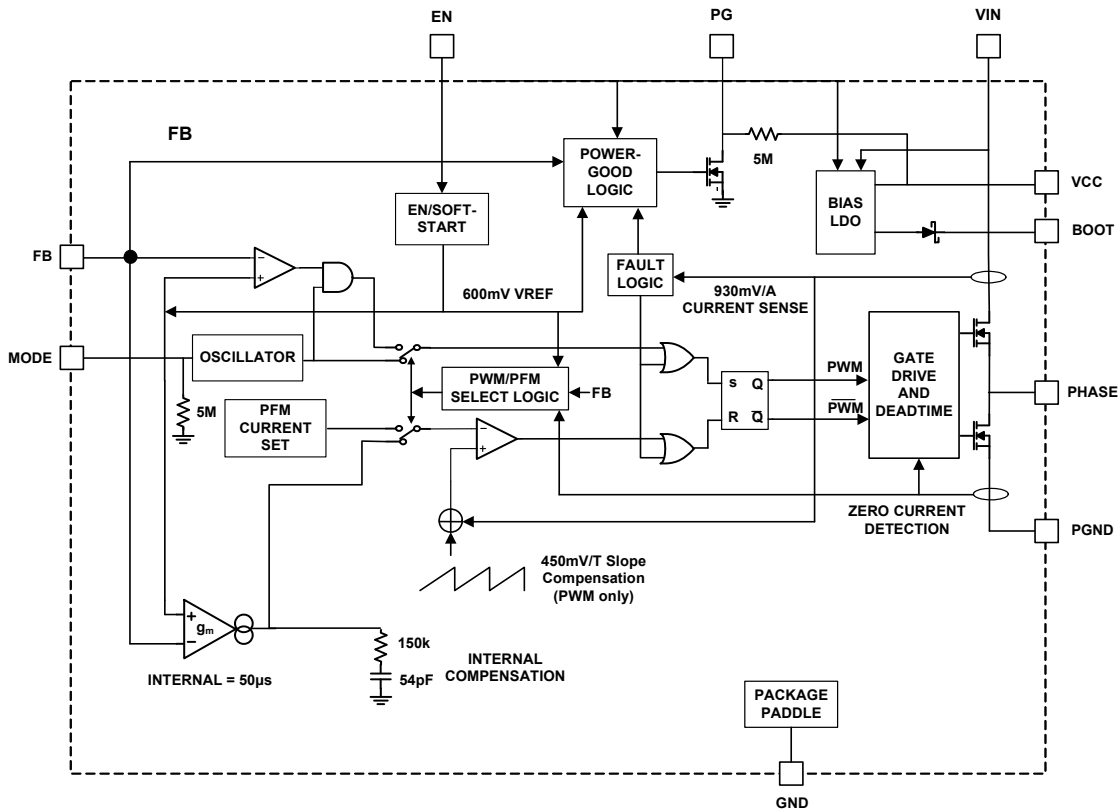 EN
PG
VIN
FB
POWER-
GOOD
LOGIC
5M
BIAS
LDO
VCC
BOOT
EN/SOFT-
START
FB
−
+
FAULT
LOGIC
930mV/A
CURRENT SENSE
600mV VREF
MODE
OSCILLATOR
5M
PWM/PFM
SELECT LOGIC
FB
PFM
CURRENT
SET
−
+
S Q
R Q̅
PWM
P̅W̅M̅
GATE
DRIVE
AND
DEADTIME
PHASE
ZERO CURRENT
DETECTION
PGND
450mV/T Slope
Compensation
(PWM only)
+
gm
−
150k
54pF
INTERNAL
COMPENSATION
INTERNAL = 50µs
PACKAGE
PADDLE
GND